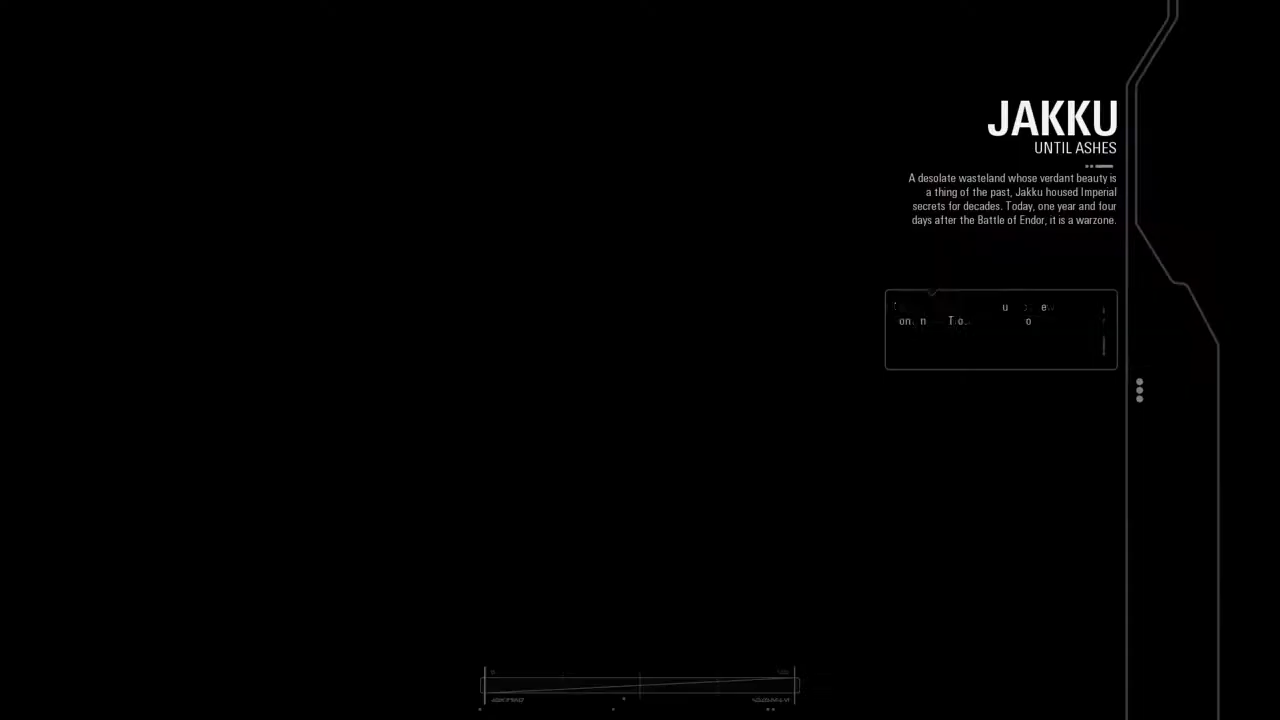 JAKKU
UNTIL ASHES
A desolate wasteland whose verdant beauty is
a thing of the past, Jakku housed Imperial
secrets for decades. Today, one year and four
days after the Battle of Endor, it is a warzone.